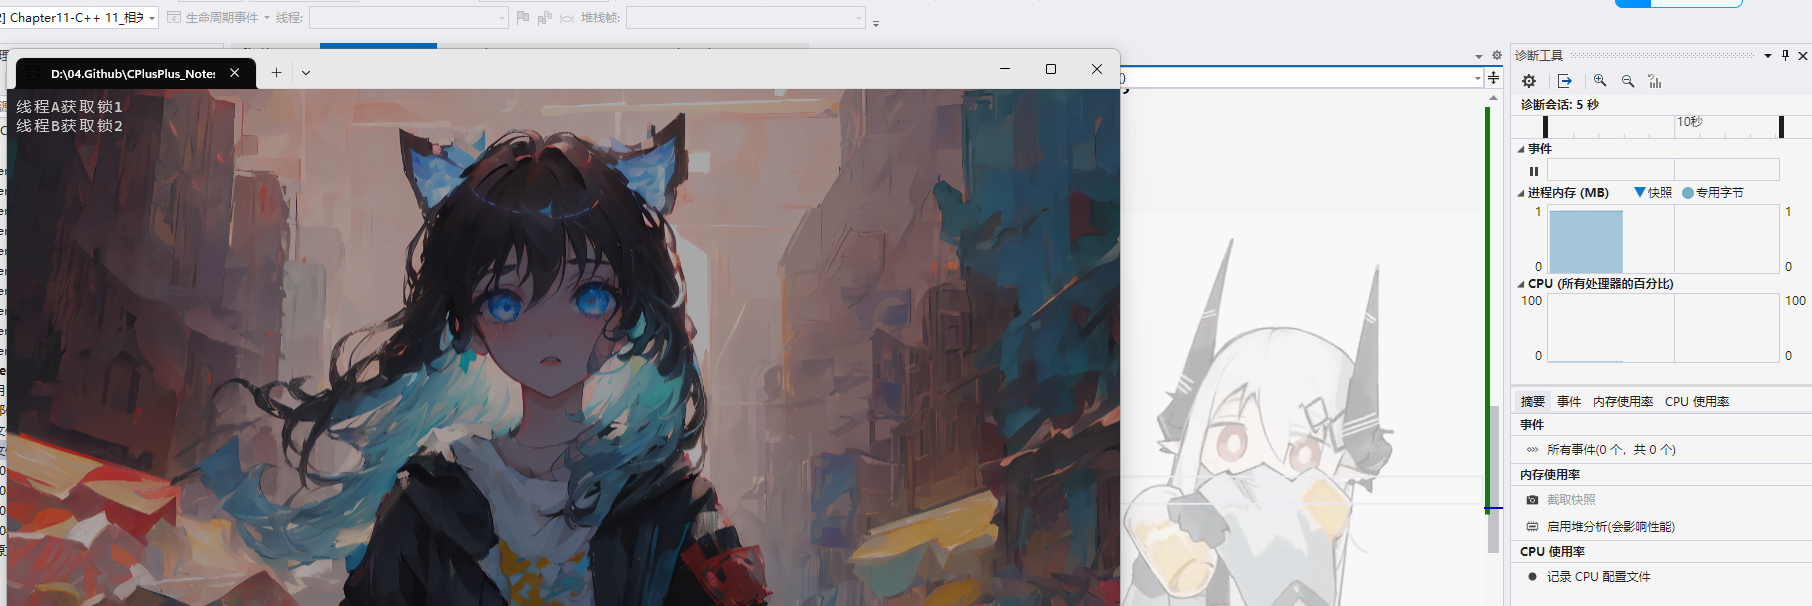 ] Chapter11-C++ 11_相关
生命周期事件
线程:
堆栈帧:
D:\04.Github\CPlusPlus_Notes
线程A获取锁1
线程B获取锁2
诊断工具
诊断会话: 5 秒
10秒
事件
进程内存 (MB)
快照
专用字节
1
1
0
0
CPU (所有处理器的百分比)
100
100
0
0
摘要
事件
内存使用率
CPU 使用率
事件
所有事件(0 个，共 0 个)
内存使用率
截取快照
启用堆分析(会影响性能)
CPU 使用率
记录 CPU 配置文件